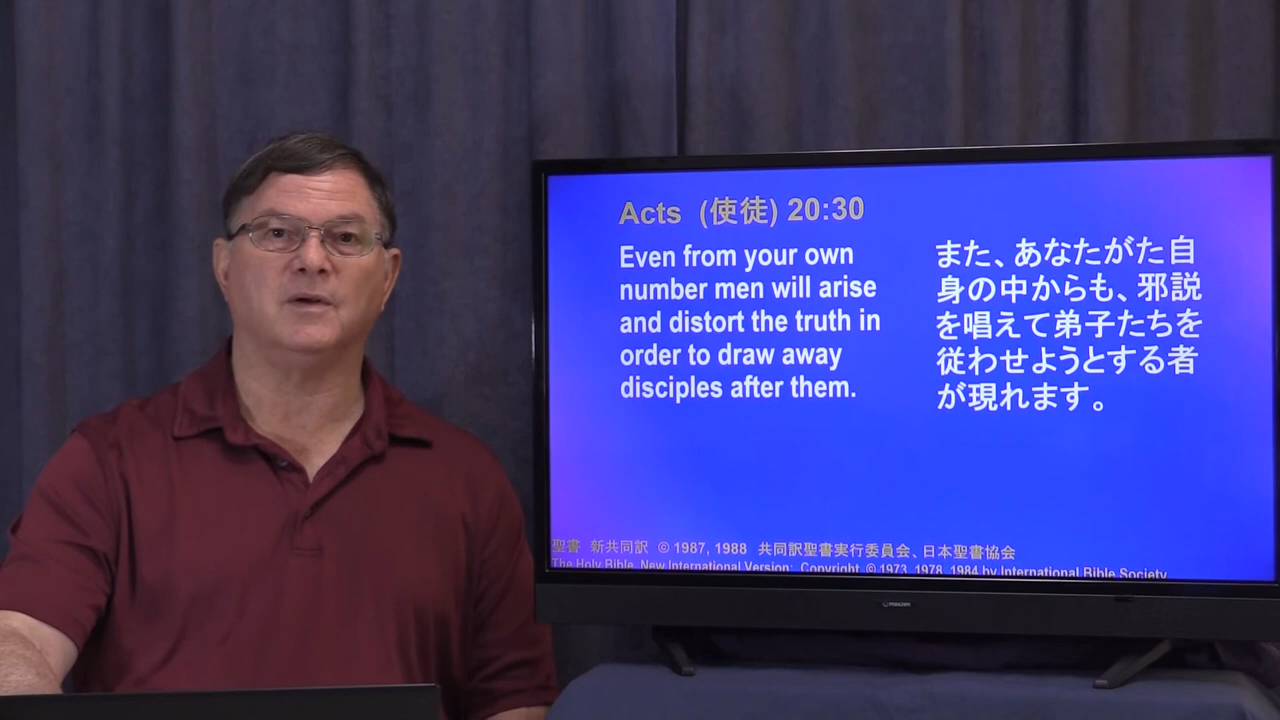 Acts (使徒) 20:30
Even from your own
number men will arise
and distort the truth in
order to draw away
disciples after them.
また、あなたがた自
身の中からも、邪説
を唱えて弟子たちを
従わせようとする者
が現れます。
聖書 新共同訳 © 1987, 1988 共同訳聖書実行委員会、日本聖書協会
The Holy Bible, New International Version: Copyright © 1973, 1978, 1984 by International Bible Society